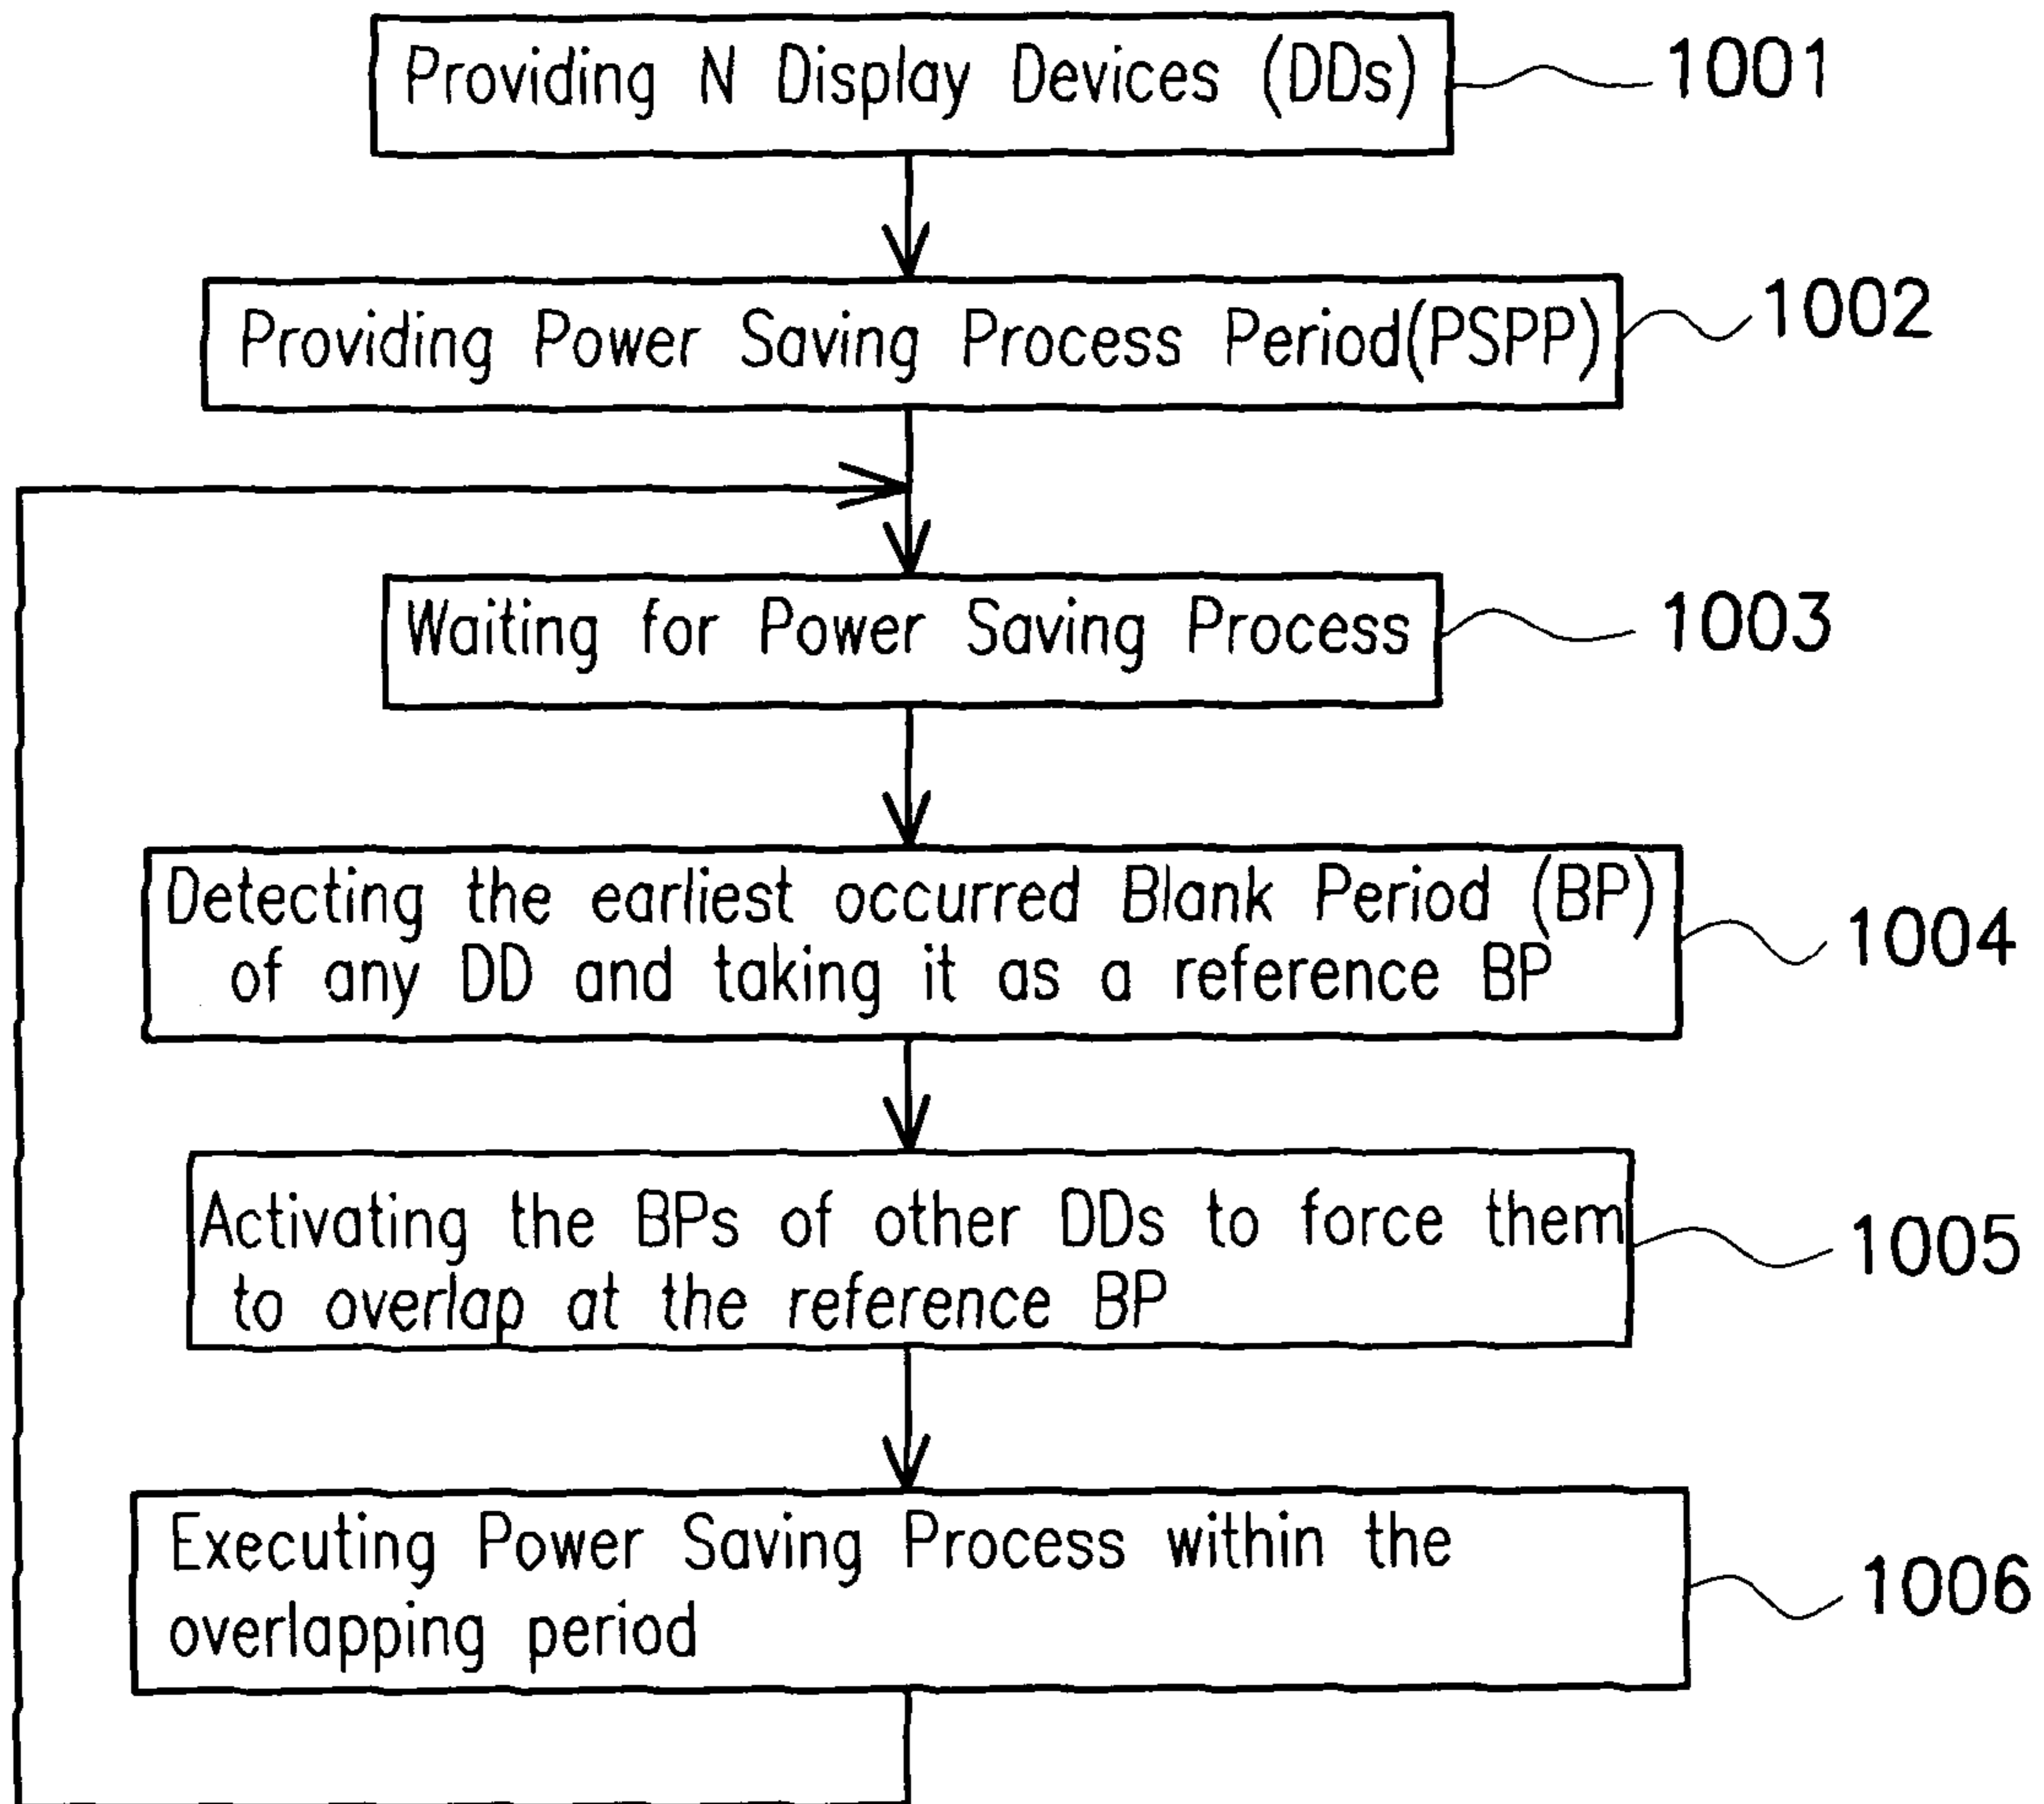 Providing N Display Devices (DDs)
1001
Providing Power Saving Process Period(PSPP)
1002
Waiting for Power Saving Process
1003
Detecting the earliest occurred Blank Period (BP)
of any DD and taking it as a reference BP
1004
Activating the BPs of other DDs to force them
to overlap at the reference BP
1005
Executing Power Saving Process within the
overlapping period
1006